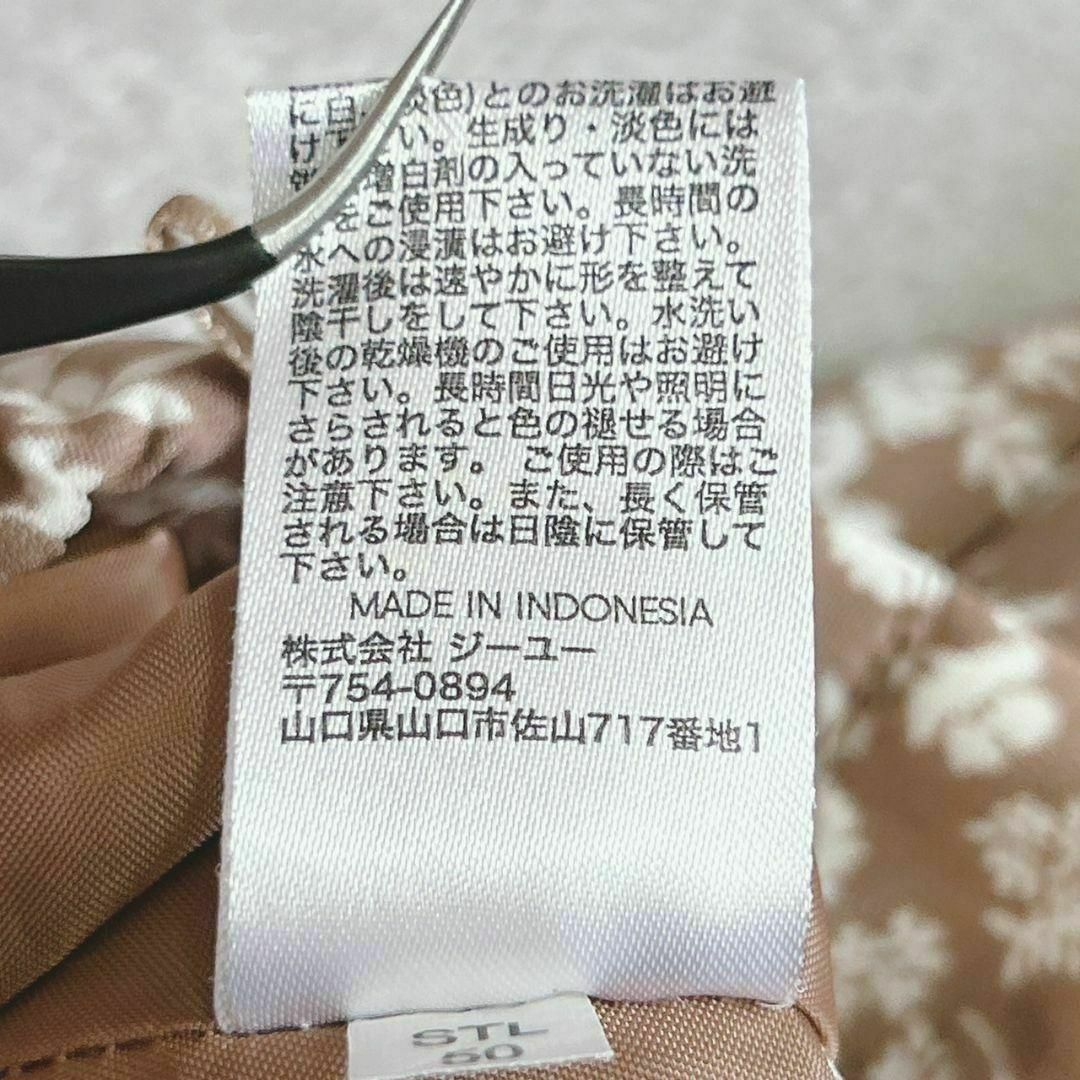 に白 淡色)とのお洗濯はお避
け下 い。生成り・淡色には
増白剤の入っていない洗
をご使用下さい。長時間の
水への浸漬はお避け下さい。
洗濯後は速やかに形を整えて
陰干しをして下さい。水洗い
後の乾燥機のご使用はお避け
下さい。長時間日光や照明に
さらされると色の褪せる場合
があります。ご使用の際はご
注意下さい。また、長く保管
される場合は日陰に保管して
下さい。
MADE IN INDONESIA
株式会社 ジーユー
〒754-0894
山口県山口市佐山717番地1
STL
50